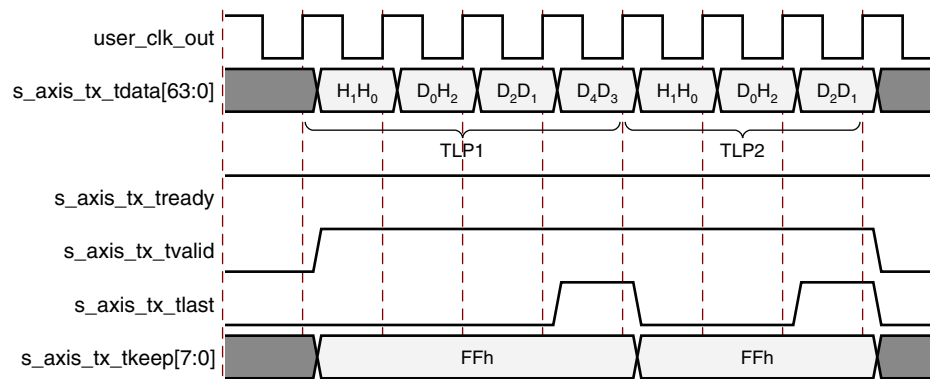 user_clk_out
s_axis_tx_tdata[63:0] H₁H₀ D₀H₂ D₂D₁ D₄D₃ H₁H₀ D₀H₂ D₂D₁
TLP1 TLP2
s_axis_tx_tready
s_axis_tx_tvalid
s_axis_tx_tlast
s_axis_tx_tkeep[7:0] FFh FFh